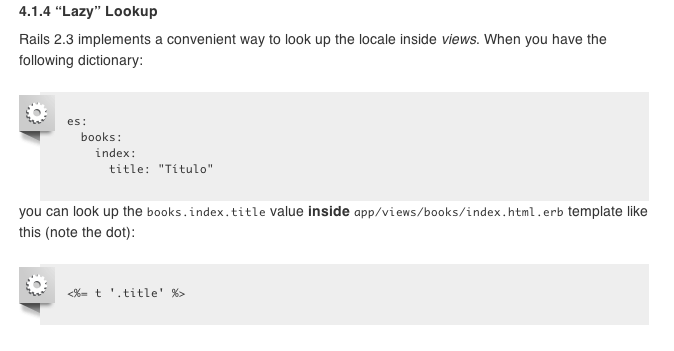 4.1.4 “Lazy” Lookup
Rails 2.3 implements a convenient way to look up the locale inside views. When you have the
following dictionary:
es:
  books:
    index:
      title: "Título"
you can look up the books.index.title value inside app/views/books/index.html.erb template like
this (note the dot):
<%= t '.title' %>